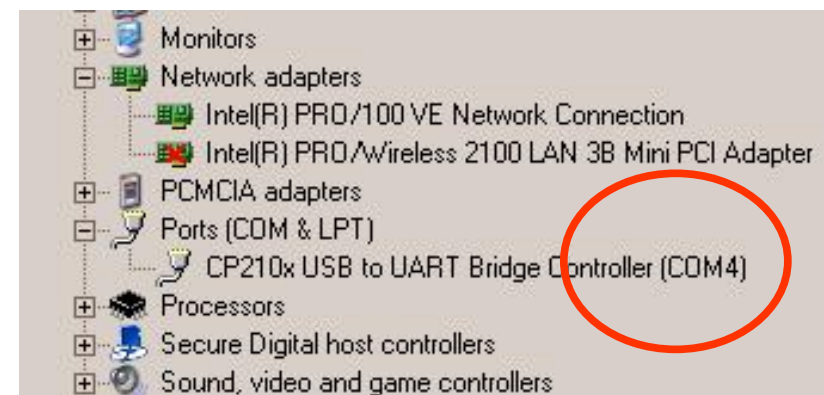 Monitors
Network adapters
Intel(R) PRO/100 VE Network Connection
Intel(R) PRO/Wireless 2100 LAN 3B Mini PCI Adapter
PCMCIA adapters
Ports (COM & LPT)
CP210x USB to UART Bridge Controller (COM4)
Processors
Secure Digital host controllers
Sound, video and game controllers